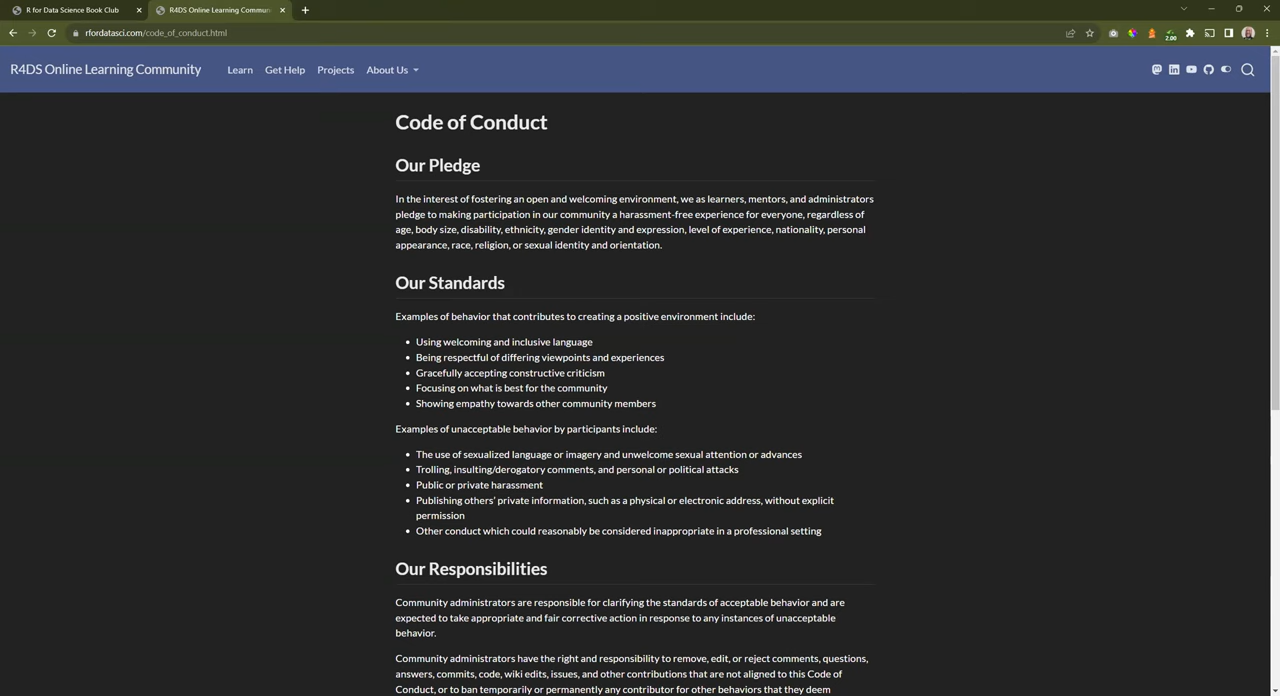 R for Data Science Book Club
R4DS Online Learning Commun
rfordatasci.com/code_of_conduct.html
2.00
R4DS Online Learning Community
Learn
Get Help
Projects
About Us
Code of Conduct
Our Pledge
In the interest of fostering an open and welcoming environment, we as learners, mentors, and administrators
pledge to making participation in our community a harassment-free experience for everyone, regardless of
age, body size, disability, ethnicity, gender identity and expression, level of experience, nationality, personal
appearance, race, religion, or sexual identity and orientation.
Our Standards
Examples of behavior that contributes to creating a positive environment include:
• Using welcoming and inclusive language
• Being respectful of differing viewpoints and experiences
• Gracefully accepting constructive criticism
• Focusing on what is best for the community
• Showing empathy towards other community members
Examples of unacceptable behavior by participants include:
• The use of sexualized language or imagery and unwelcome sexual attention or advances
• Trolling, insulting/derogatory comments, and personal or political attacks
• Public or private harassment
• Publishing others' private information, such as a physical or electronic address, without explicit
permission
• Other conduct which could reasonably be considered inappropriate in a professional setting
Our Responsibilities
Community administrators are responsible for clarifying the standards of acceptable behavior and are
expected to take appropriate and fair corrective action in response to any instances of unacceptable
behavior.
Community administrators have the right and responsibility to remove, edit, or reject comments, questions,
answers, commits, code, wiki edits, issues, and other contributions that are not aligned to this Code of
Conduct, or to ban temporarily or permanently any contributor for other behaviors that they deem